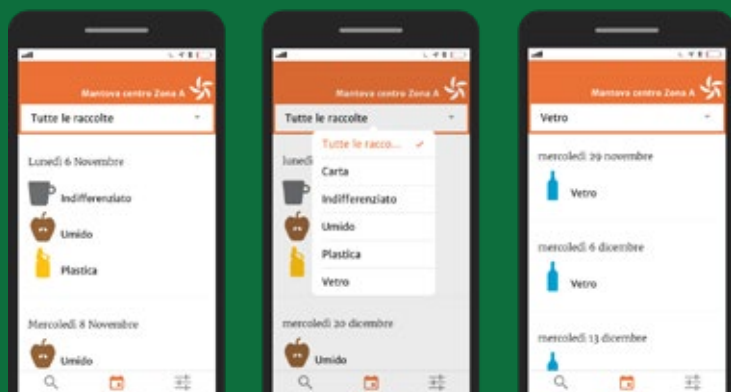 Mantova centro Zona A
Tutte le raccolte
Lunedì 6 Novembre
Indifferenziato
Umido
Plastica
Mercoledì 8 Novembre
Umido
Mantova centro Zona A
Tutte le raccolte
Tutte le racco...
lunedì
Carta
Indifferenziato
Umido
Plastica
Vetro
mercoledì 20 dicembre
Umido
Mantova centro Zona A
Vetro
mercoledì 29 novembre
Vetro
mercoledì 6 dicembre
Vetro
mercoledì 13 dicembre